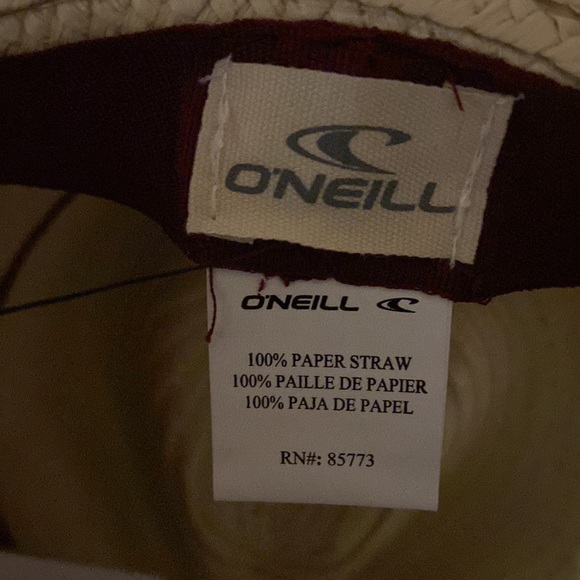 O'NEILL
O'NEILL
100% PAPER STRAW
100% PAILLE DE PAPIER
100% PAJA DE PAPEL
RN#: 85773